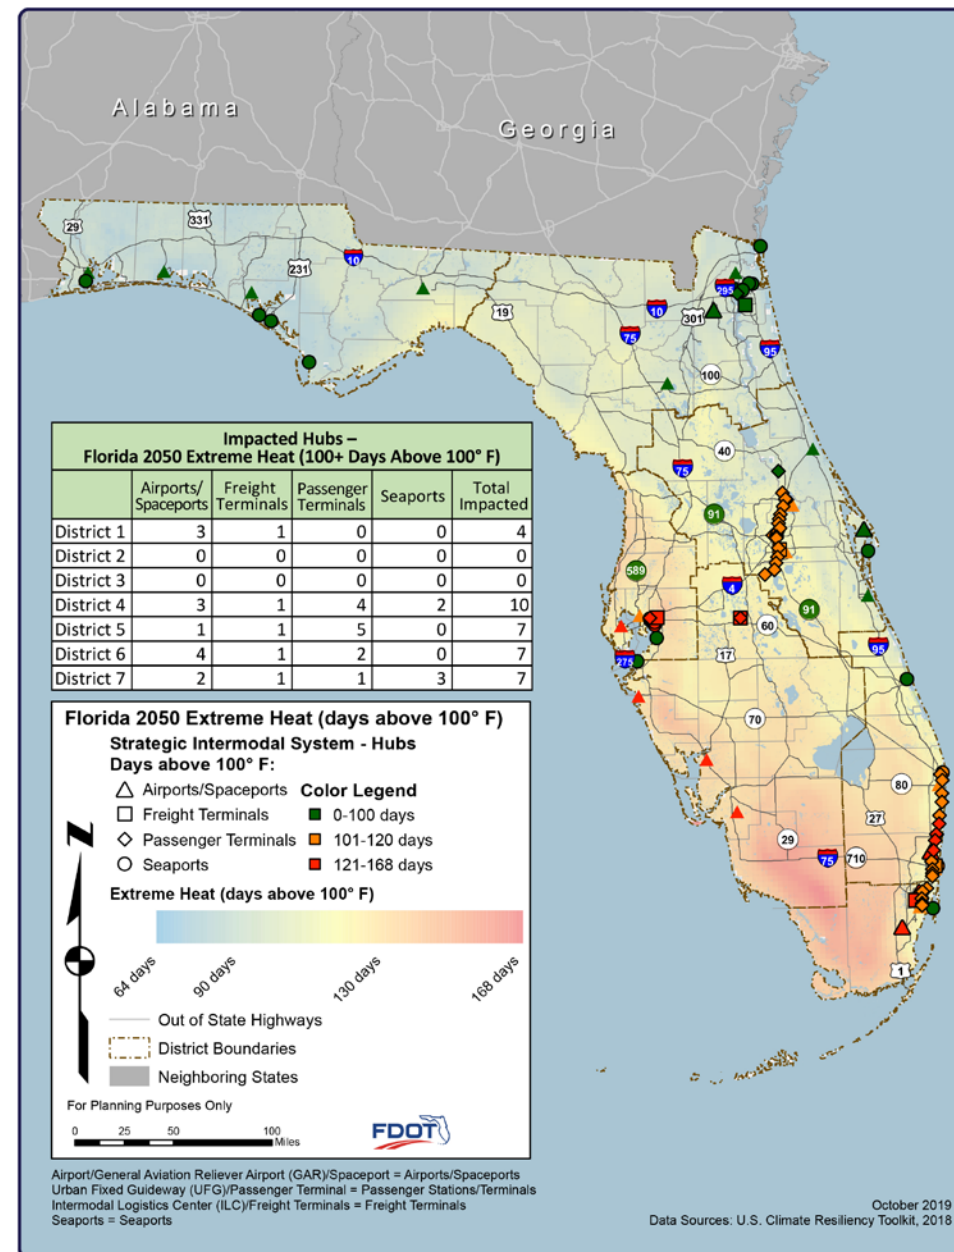 Alabama
Georgia
29
331
10
231
19
295
10
301
75
95
100
40
75
91
589
4
91
60
95
275
17
70
80
27
29
75
710
1
Impacted Hubs –
Florida 2050 Extreme Heat (100+ Days Above 100° F)
Airports/ Spaceports Freight Terminals Passenger Terminals Seaports Total Impacted
District 1 3 1 0 0 4
District 2 0 0 0 0 0
District 3 0 0 0 0 0
District 4 3 1 4 2 10
District 5 1 1 5 0 7
District 6 4 1 2 0 7
District 7 2 1 1 3 7
Florida 2050 Extreme Heat (days above 100° F)
Strategic Intermodal System - Hubs
Days above 100° F:
Airports/Spaceports Color Legend
Freight Terminals 0-100 days
Passenger Terminals 101-120 days
Seaports 121-168 days
Extreme Heat (days above 100° F)
64 days 90 days 130 days 168 days
Z
Out of State Highways
District Boundaries
Neighboring States
For Planning Purposes Only
0 25 50 100
Miles
FDOT
Airport/General Aviation Reliever Airport (GAR)/Spaceport = Airports/Spaceports
Urban Fixed Guideway (UFG)/Passenger Terminal = Passenger Stations/Terminals
Intermodal Logistics Center (ILC)/Freight Terminals = Freight Terminals
Seaports = Seaports
October 2019
Data Sources: U.S. Climate Resiliency Toolkit, 2018